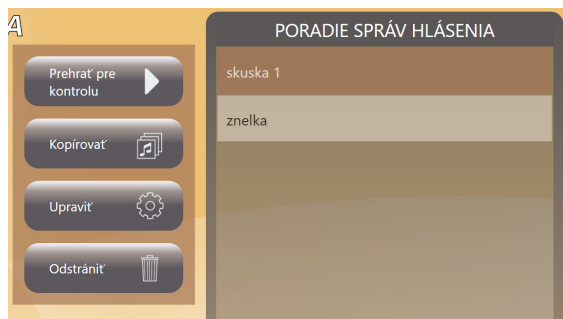 A
PORADIE SPRÁV HLÁSENIA
Prehrať pre
kontrolu
skuska 1
znelka
Kopírovať
Upraviť
Odstrániť